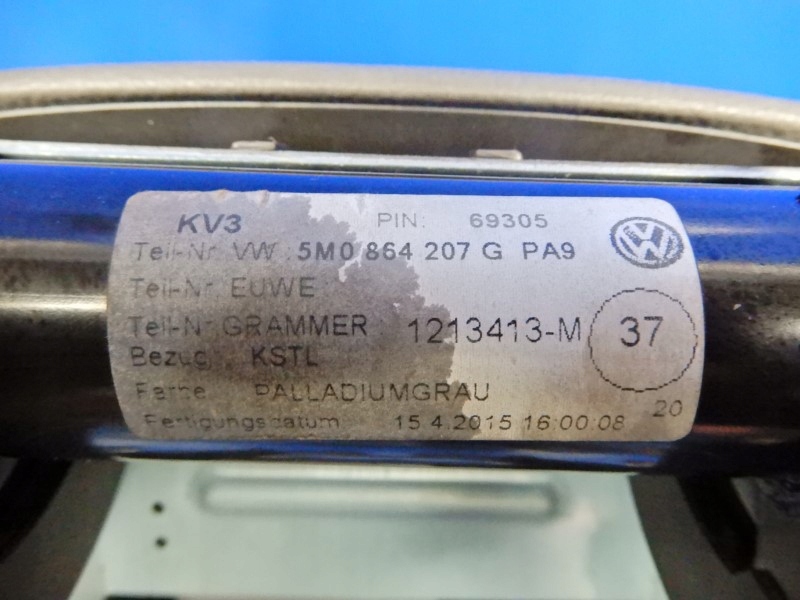 KV3 PIN: 69305
Teil-Nr. VW : 5M0 864 207 G PA9
Teil-Nr. EUWE :
Teil-Nr. GRAMMER 1213413-M 37
Bezug: KSTL
Farbe: PALLADIUMGRAU 20
Fertigungsdatum 15.4.2015 16:00:08